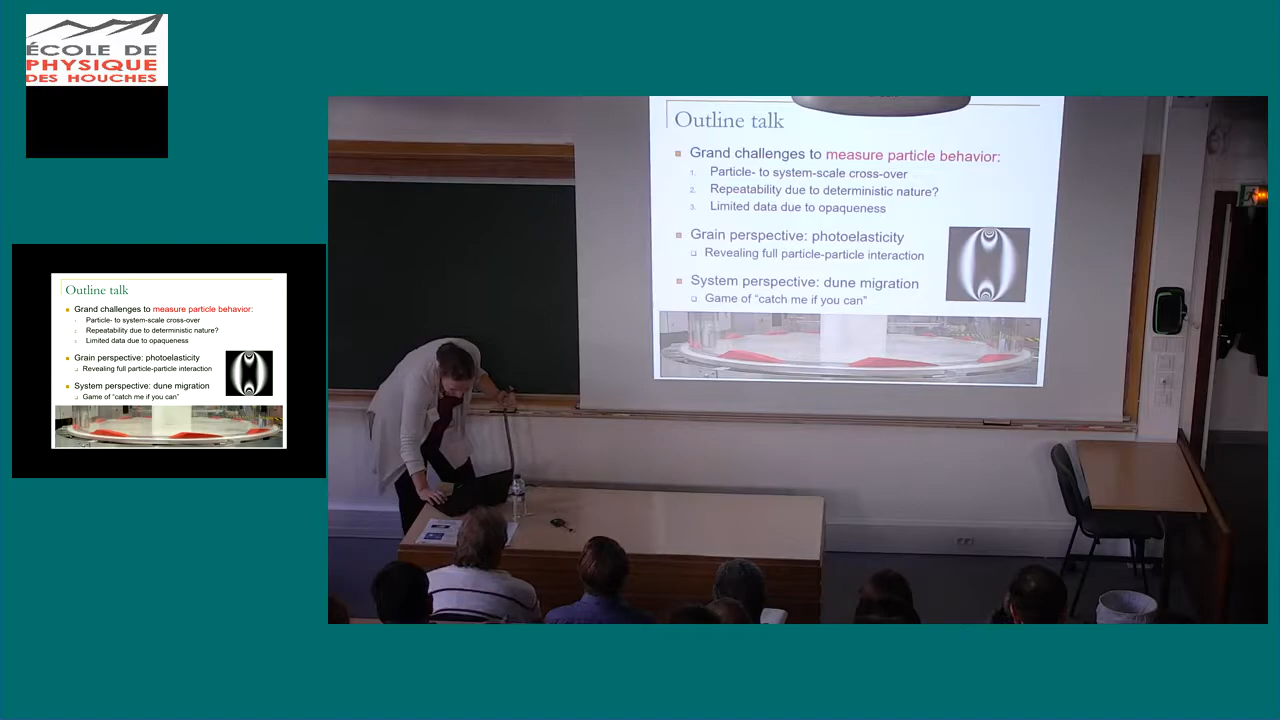 ÉCOLE DE
PHYSIQUE
DES HOUCHES
Outline talk
Grand challenges to measure particle behavior:
1. Particle- to system-scale cross-over
2. Repeatability due to deterministic nature?
3. Limited data due to opaqueness
Grain perspective: photoelasticity
Revealing full particle-particle interaction
System perspective: dune migration
Game of “catch me if you can”
Outline talk
Grand challenges to measure particle behavior:
Particle- to system-scale cross-over
Repeatability due to deterministic nature?
Limited data due to opaqueness
Grain perspective: photoelasticity
Revealing full particle-particle interaction
System perspective: dune migration
Game of “catch me if you can”